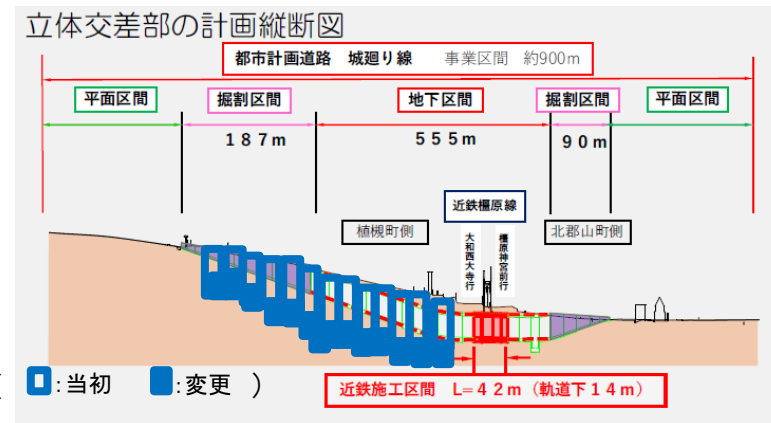 立体交差部の計画縦断図
都市計画道路 城廻り線 事業区間 約900m
平面区間 掘割区間 地下区間 掘割区間 平面区間
187m 555m 90m
近鉄橿原線
植槻町側 大和西大寺行 橿原神宮前行 北郡山町側
:当初 :変更 )
近鉄施工区間 L=42m(軌道下14m)